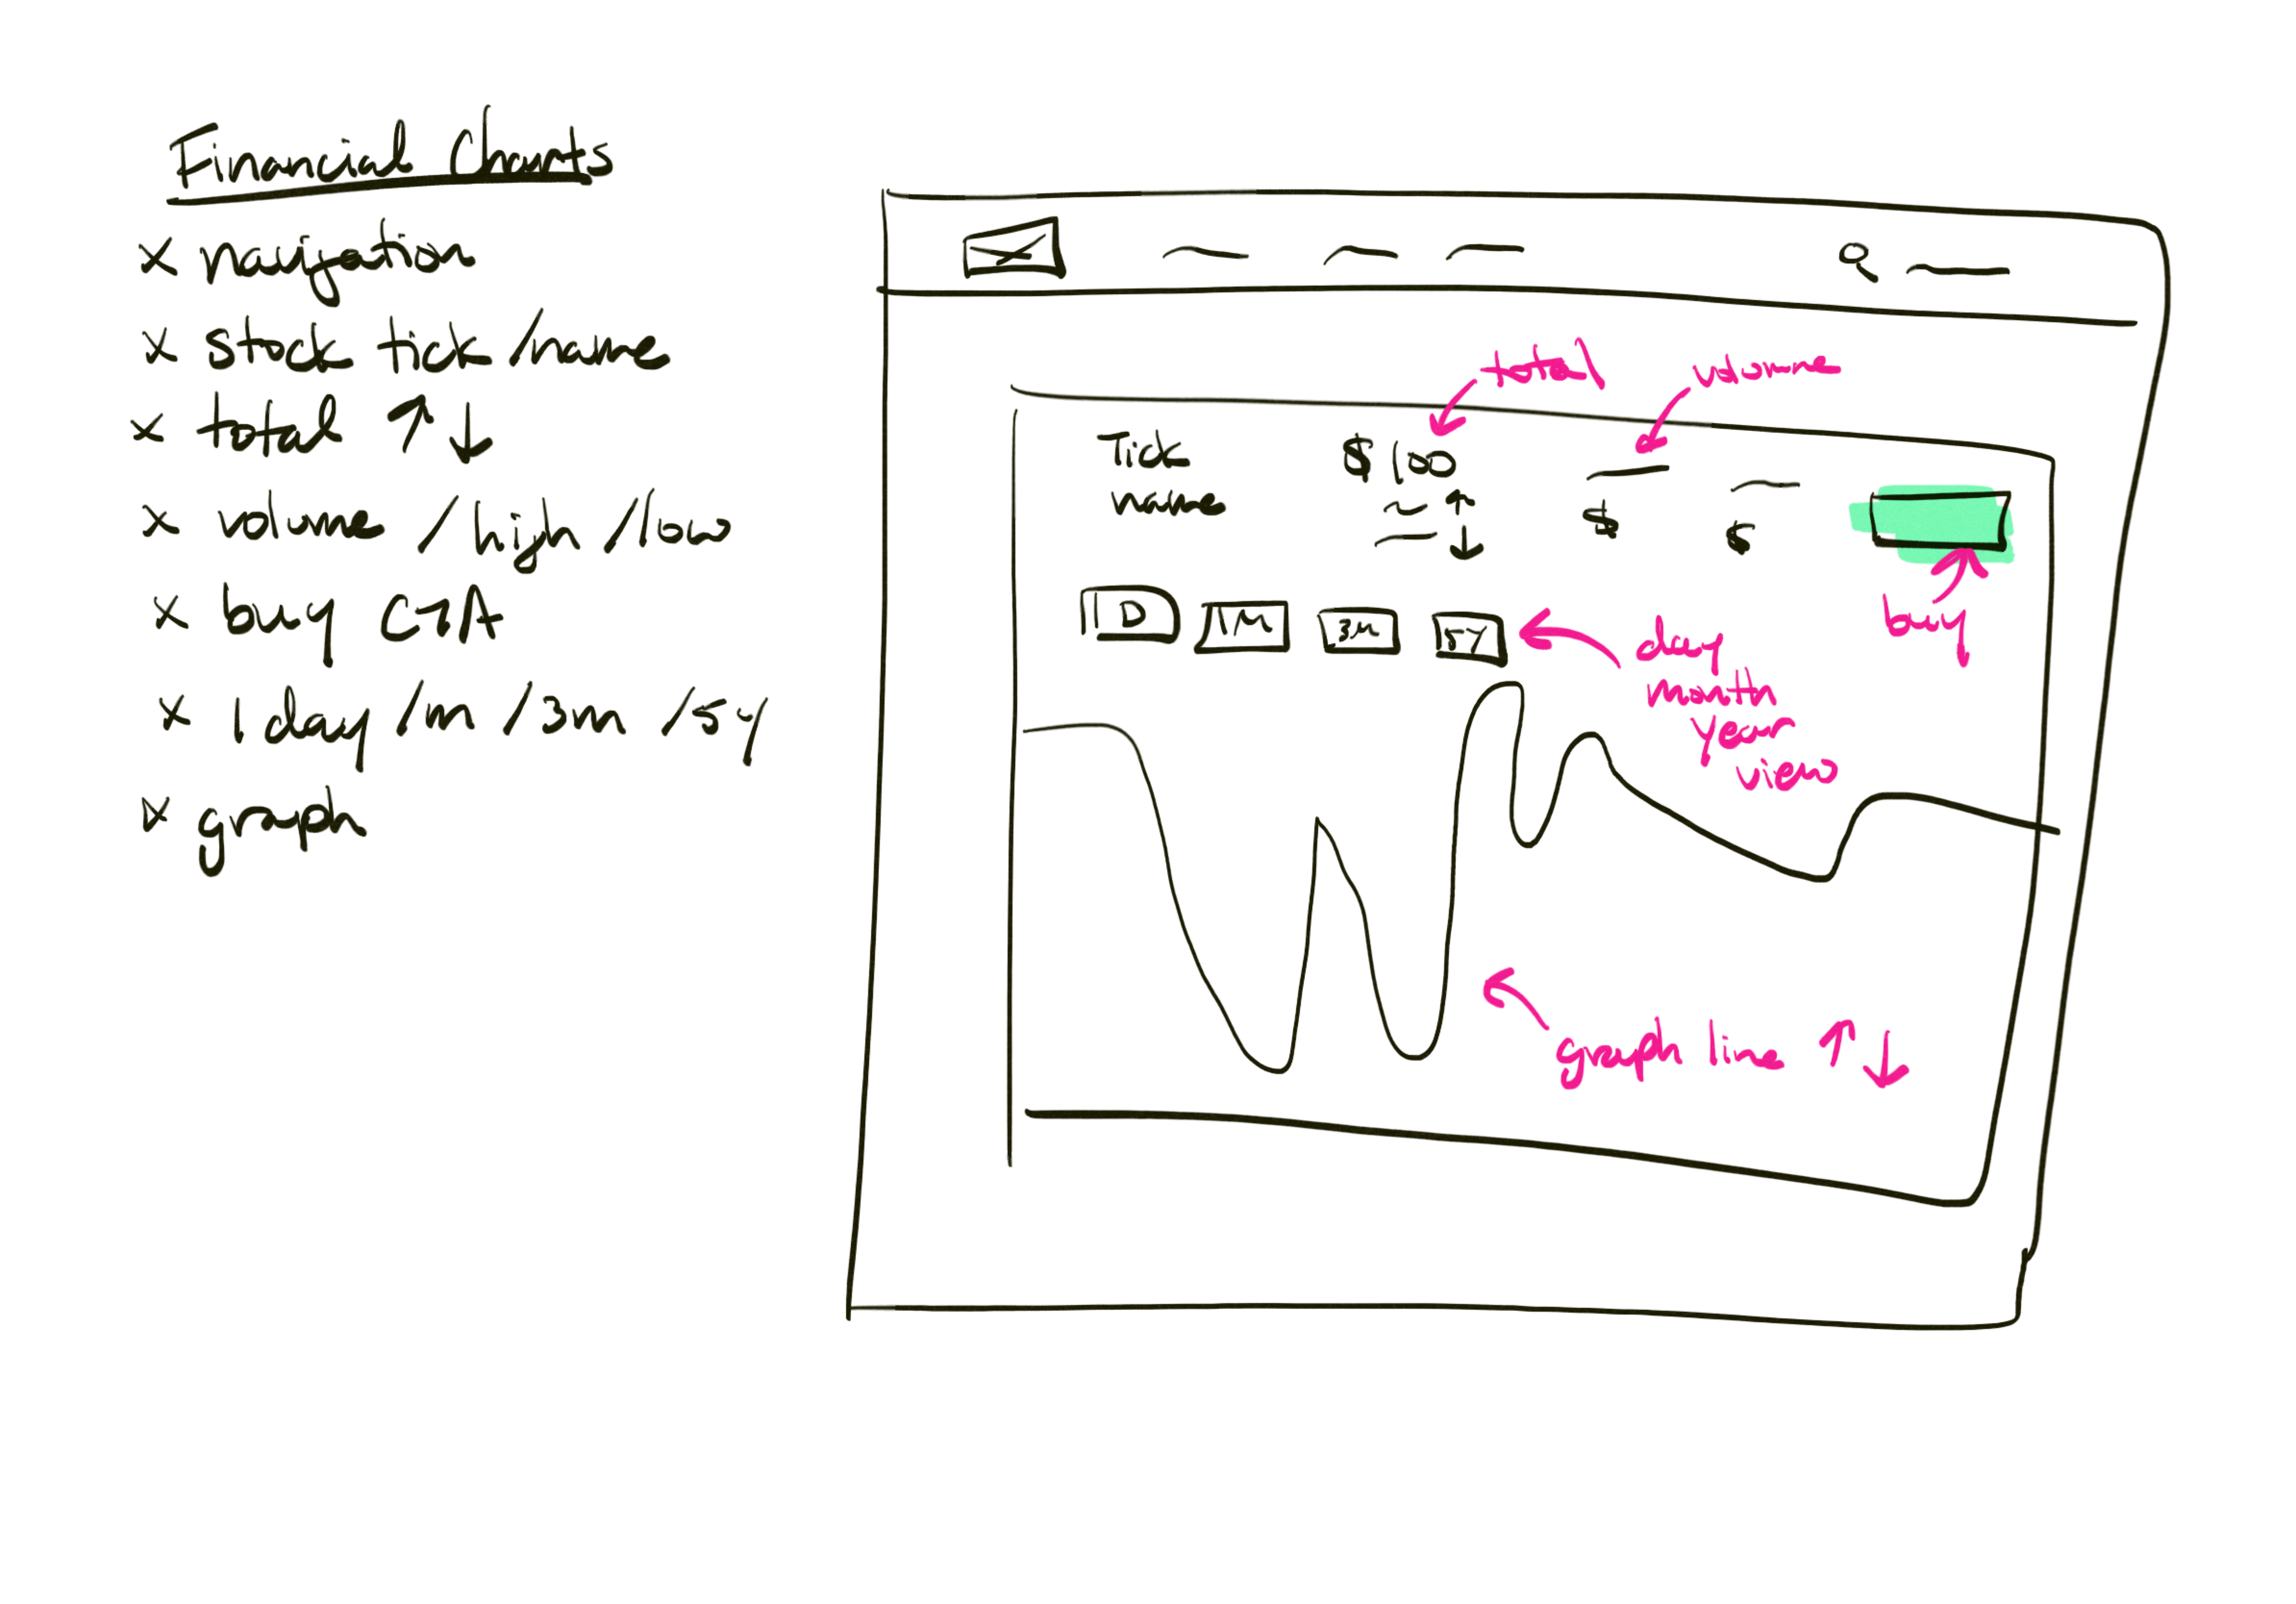 Financial Charts
x navigation
x stock tick/name
x total ↑↓
x volume / high / low
x buy CTA
x 1 day /m /3m /5y
x graph
total
volume
Tick
name
$100
~ ↑
↓
$
$
buy
1D
1M
3M
5Y
day
month
year
view
graph line ↑↓